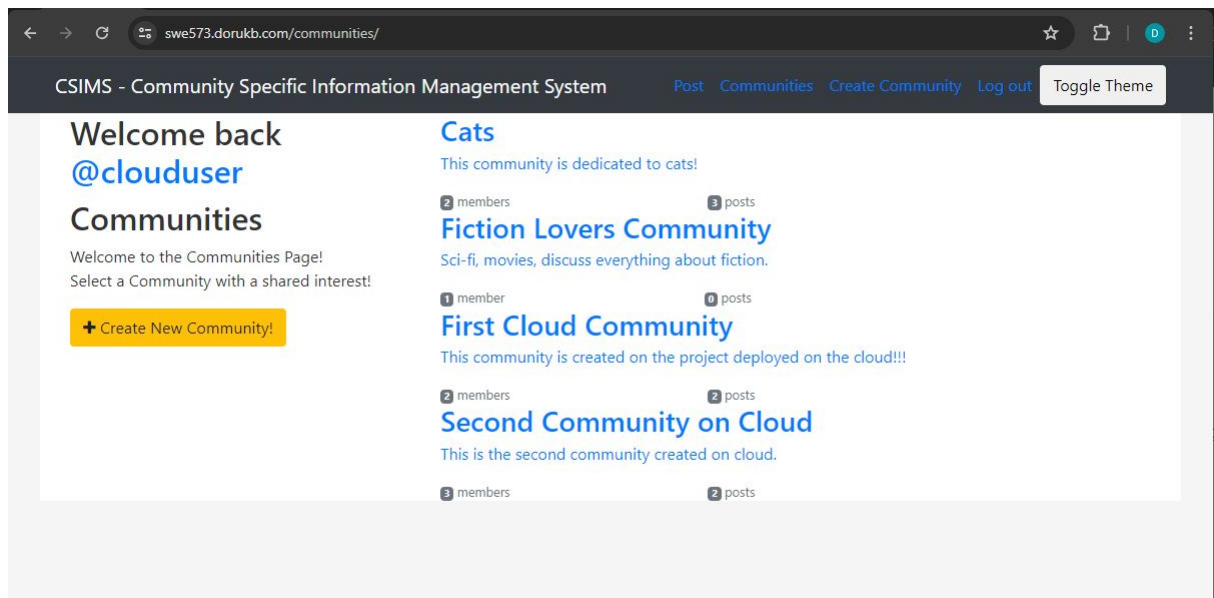 swe573.dorukb.com/communities/
D
CSIMS - Community Specific Information Management System
Post Communities Create Community Log out Toggle Theme
Welcome back
@clouduser
Communities
Welcome to the Communities Page!
Select a Community with a shared interest!
+ Create New Community!
Cats
This community is dedicated to cats!
2 members 3 posts
Fiction Lovers Community
Sci-fi, movies, discuss everything about fiction.
1 member 0 posts
First Cloud Community
This community is created on the project deployed on the cloud!!!
2 members 2 posts
Second Community on Cloud
This is the second community created on cloud.
3 members 2 posts